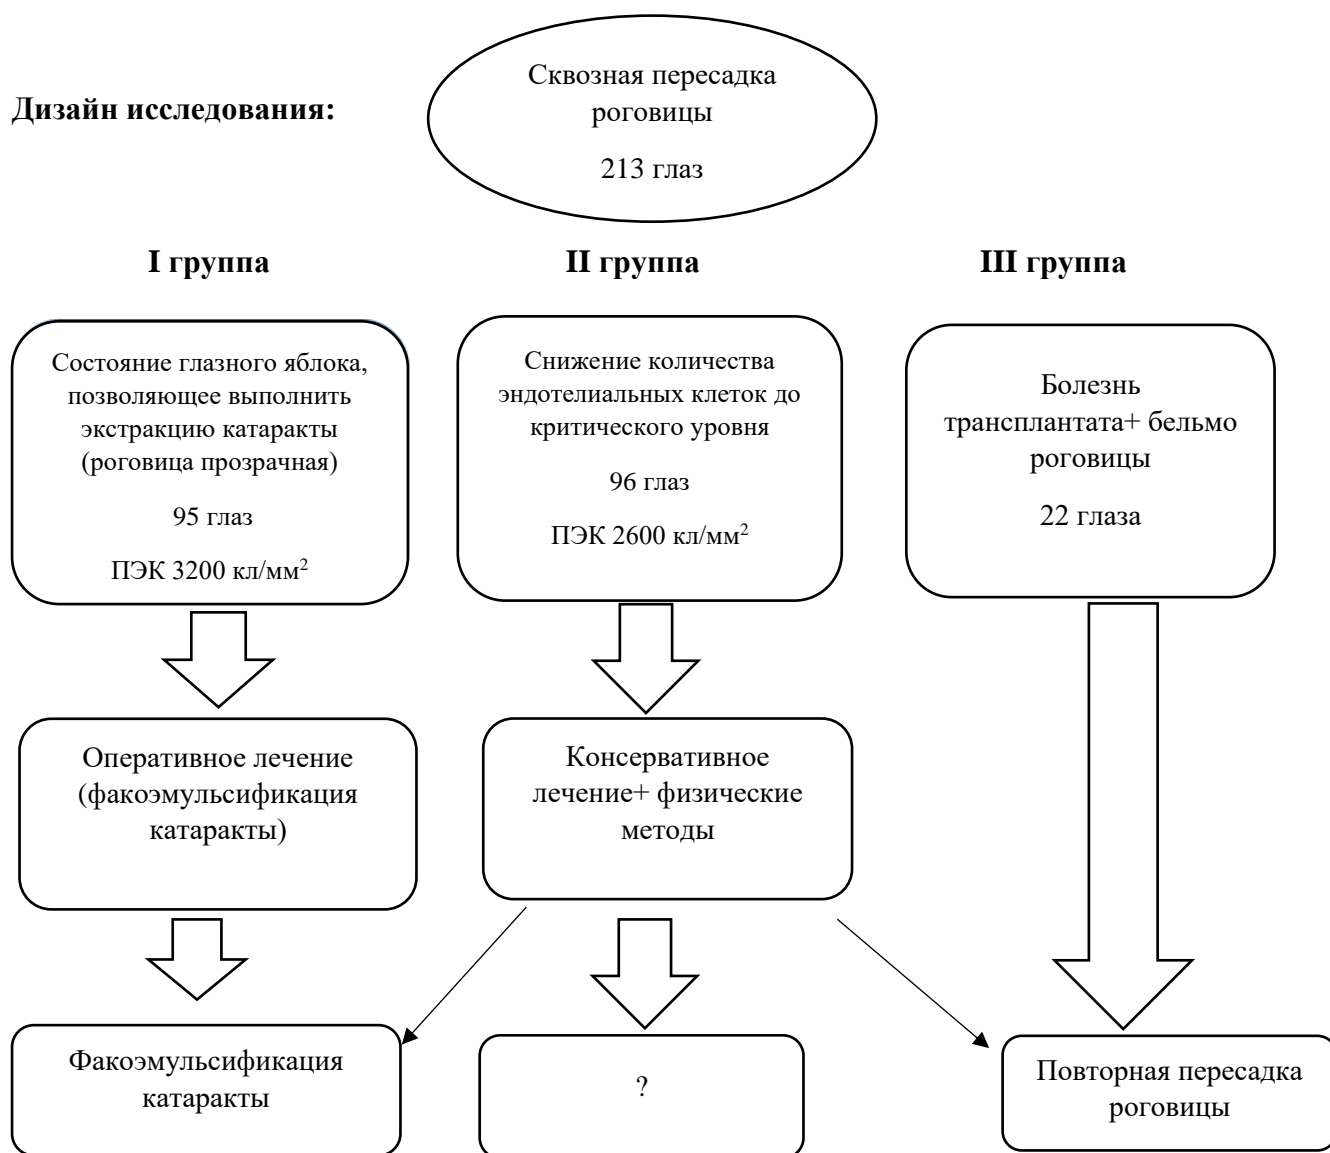 Сквозная пересадка
роговицы
213 глаз
Дизайн исследования:
I группа
II группа
III группа
Состояние глазного яблока,
позволяющее выполнить
экстракцию катаракты
(роговица прозрачная)
95 глаз
ПЭК 3200 кл/мм²
Снижение количества
эндотелиальных клеток до
критического уровня
96 глаз
ПЭК 2600 кл/мм²
Болезнь
трансплантата+ бельмо
роговицы
22 глаза
Оперативное лечение
(факоэмульсификация
катаракты)
Консервативное
лечение+ физические
методы
Факоэмульсификация
катаракты
?
Повторная пересадка
роговицы